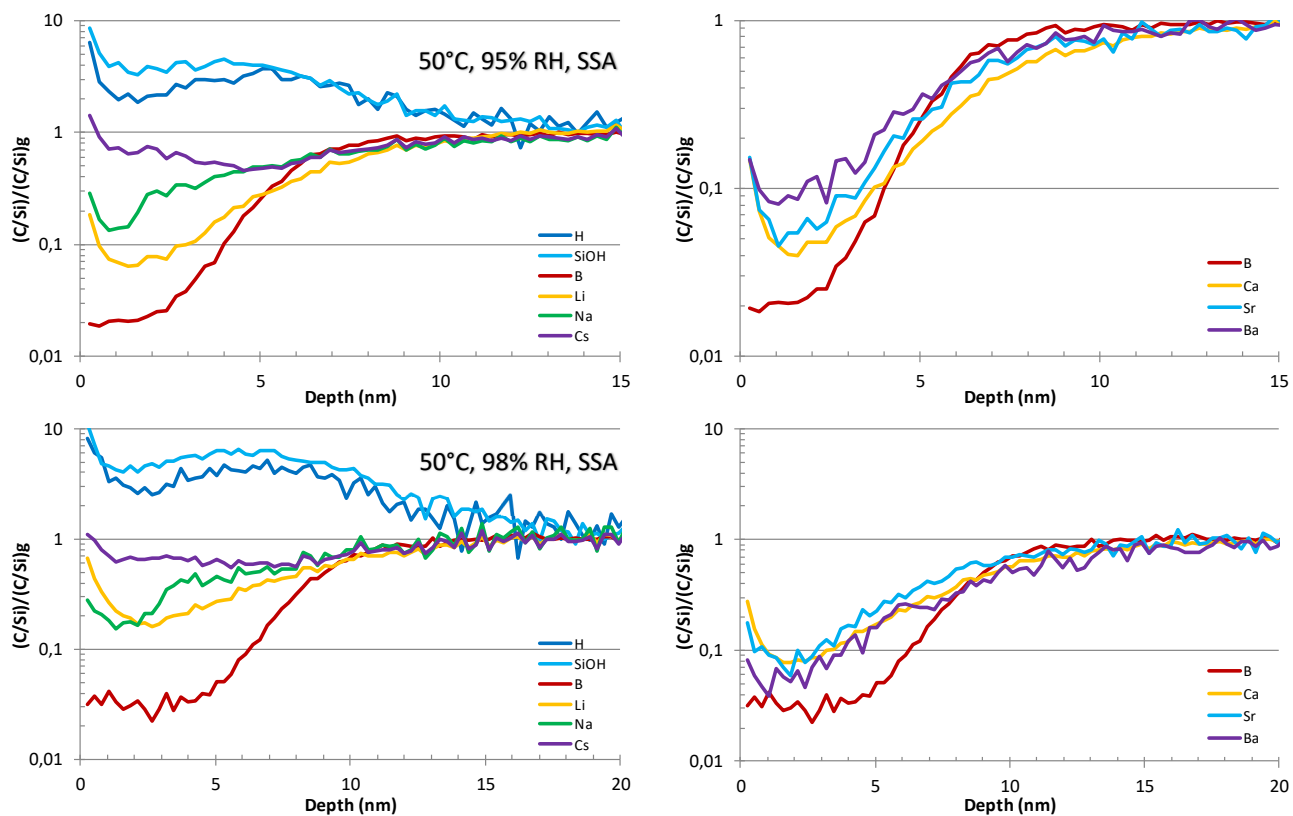 10
1
0,1
0,01
(C/Si)/(C/Si)g
50°C, 95% RH, SSA
H
SiOH
B
Li
Na
Cs
0 5 10 15
Depth (nm)
1
0,1
0,01
(C/Si)/(C/Si)g
B
Ca
Sr
Ba
0 5 10 15
Depth (nm)
10
1
0,1
0,01
(C/Si)/(C/Si)g
50°C, 98% RH, SSA
H
SiOH
B
Li
Na
Cs
0 5 10 15 20
Depth (nm)
10
1
0,1
0,01
(C/Si)/(C/Si)g
B
Ca
Sr
Ba
0 5 10 15 20
Depth (nm)